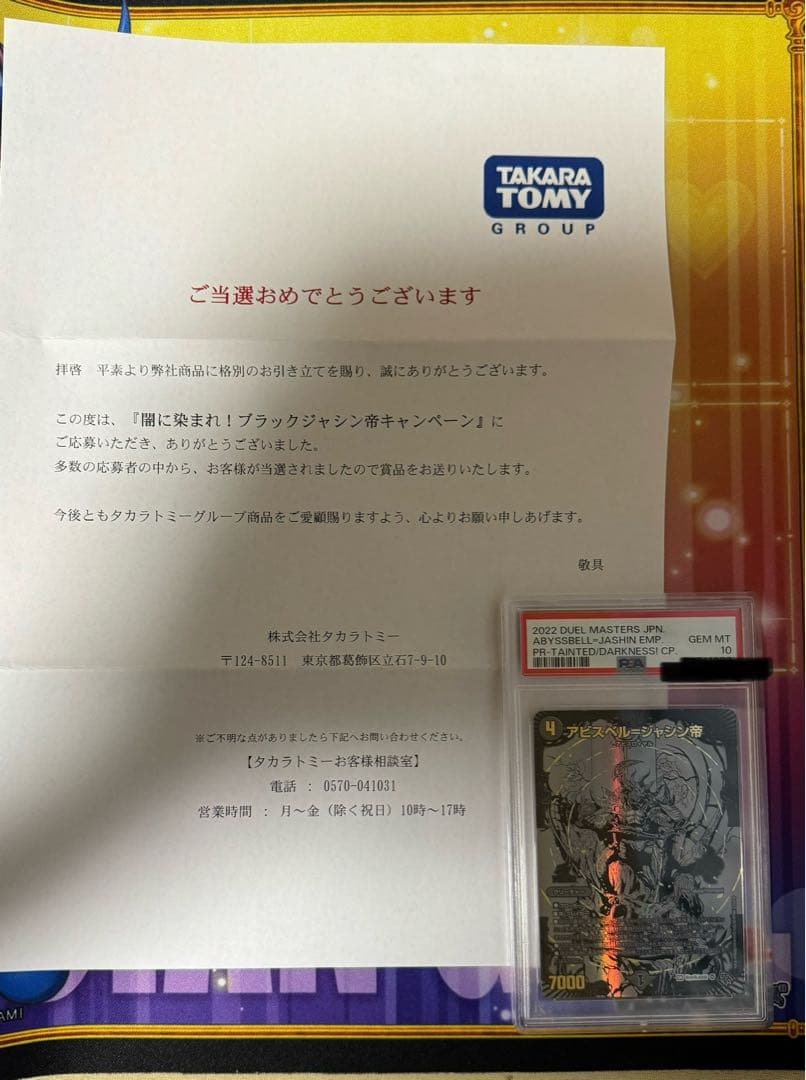 TAKARA
TOMY
GROUP
ご当選おめでとうございます
拝啓　平素より弊社商品に格別のお引き立てを賜り、誠にありがとうございます。
この度は、『闇に染まれ！ブラックジャシン帝キャンペーン』に
ご応募いただき、ありがとうございました。
多数の応募者の中から、お客様が当選されましたので賞品をお送りいたします。
今後ともタカラトミーグループ商品をご愛顧賜りますよう、心よりお願い申しあげます。
敬具
株式会社タカラトミー
〒124-8511　東京都葛飾区立石7-9-10
※ご不明な点がありましたら下記へお問い合わせください。
【タカラトミーお客様相談室】
電話 ： 0570-041031
営業時間 ： 月～金（除く祝日）10時～17時
2022 DUEL MASTERS JPN.
ABYSSBELL=JASHIN EMP. GEM MT
PR-TAINTED/DARKNESS! CP. 10
PSA
4 アビスベル=ジャシン帝
7000
AMI